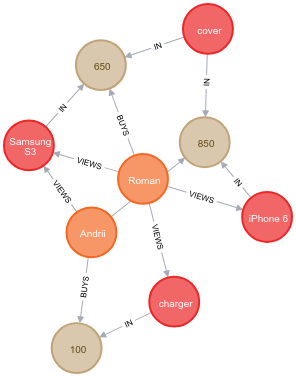 cover
IN
650
IN
IN
BUYS
850
Samsung
S3
VIEWS
IN
Roman
VIEWS
VIEWS
iPhone 6
Andrii
VIEWS
BUYS
charger
IN
100